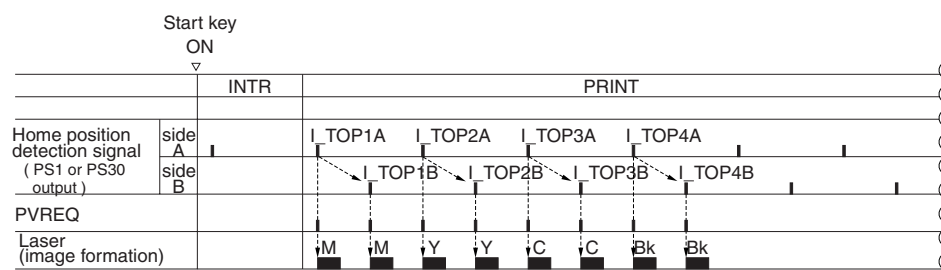 Start key
ON
INTR PRINT
Home position
detection signal
( PS1 or PS30
output )
side
A
I_TOP1A I_TOP2A I_TOP3A I_TOP4A
side
B
I_TOP1B I_TOP2B I_TOP3B I_TOP4B
PVREQ
Laser
(image formation)
M M Y Y C C Bk Bk